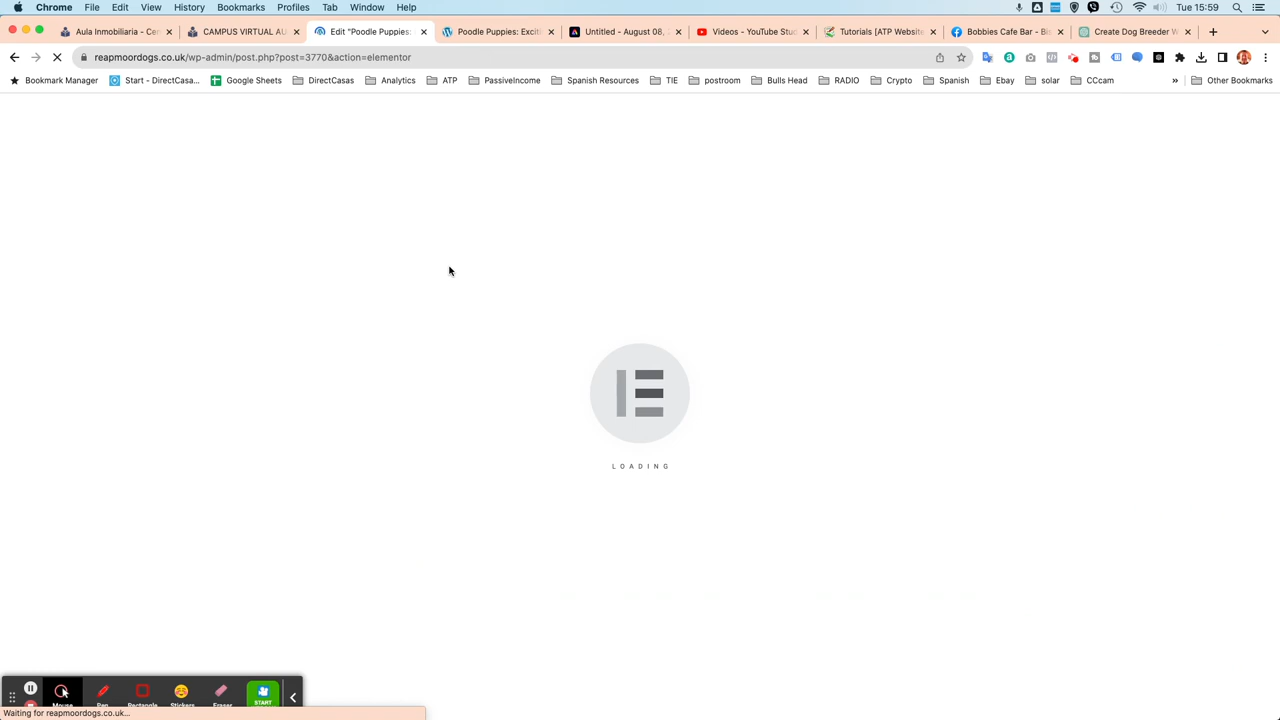 Chrome File Edit View History Bookmarks Profiles Tab Window Help Tue 15:59
Aula Inmobiliaria - Cen CAMPUS VIRTUAL AU Edit "Poodle Puppies: Poodle Puppies: Exciti Untitled - August 08, Videos - YouTube Stud Tutorials [ATP Website Bobbies Cafe Bar - Bis Create Dog Breeder W
reapmoordogs.co.uk/wp-admin/post.php?post=3770&action=elementor
Bookmark Manager Start - DirectCasa... Google Sheets DirectCasas Analytics ATP PassiveIncome TIE Spanish Resources postroom Bulls Head RADIO Crypto Spanish Ebay solar CCcam » Other Bookmarks
LOADING
Mouse Pen Rectangle Stickers Eraser START
Waiting for reapmoordogs.co.uk...